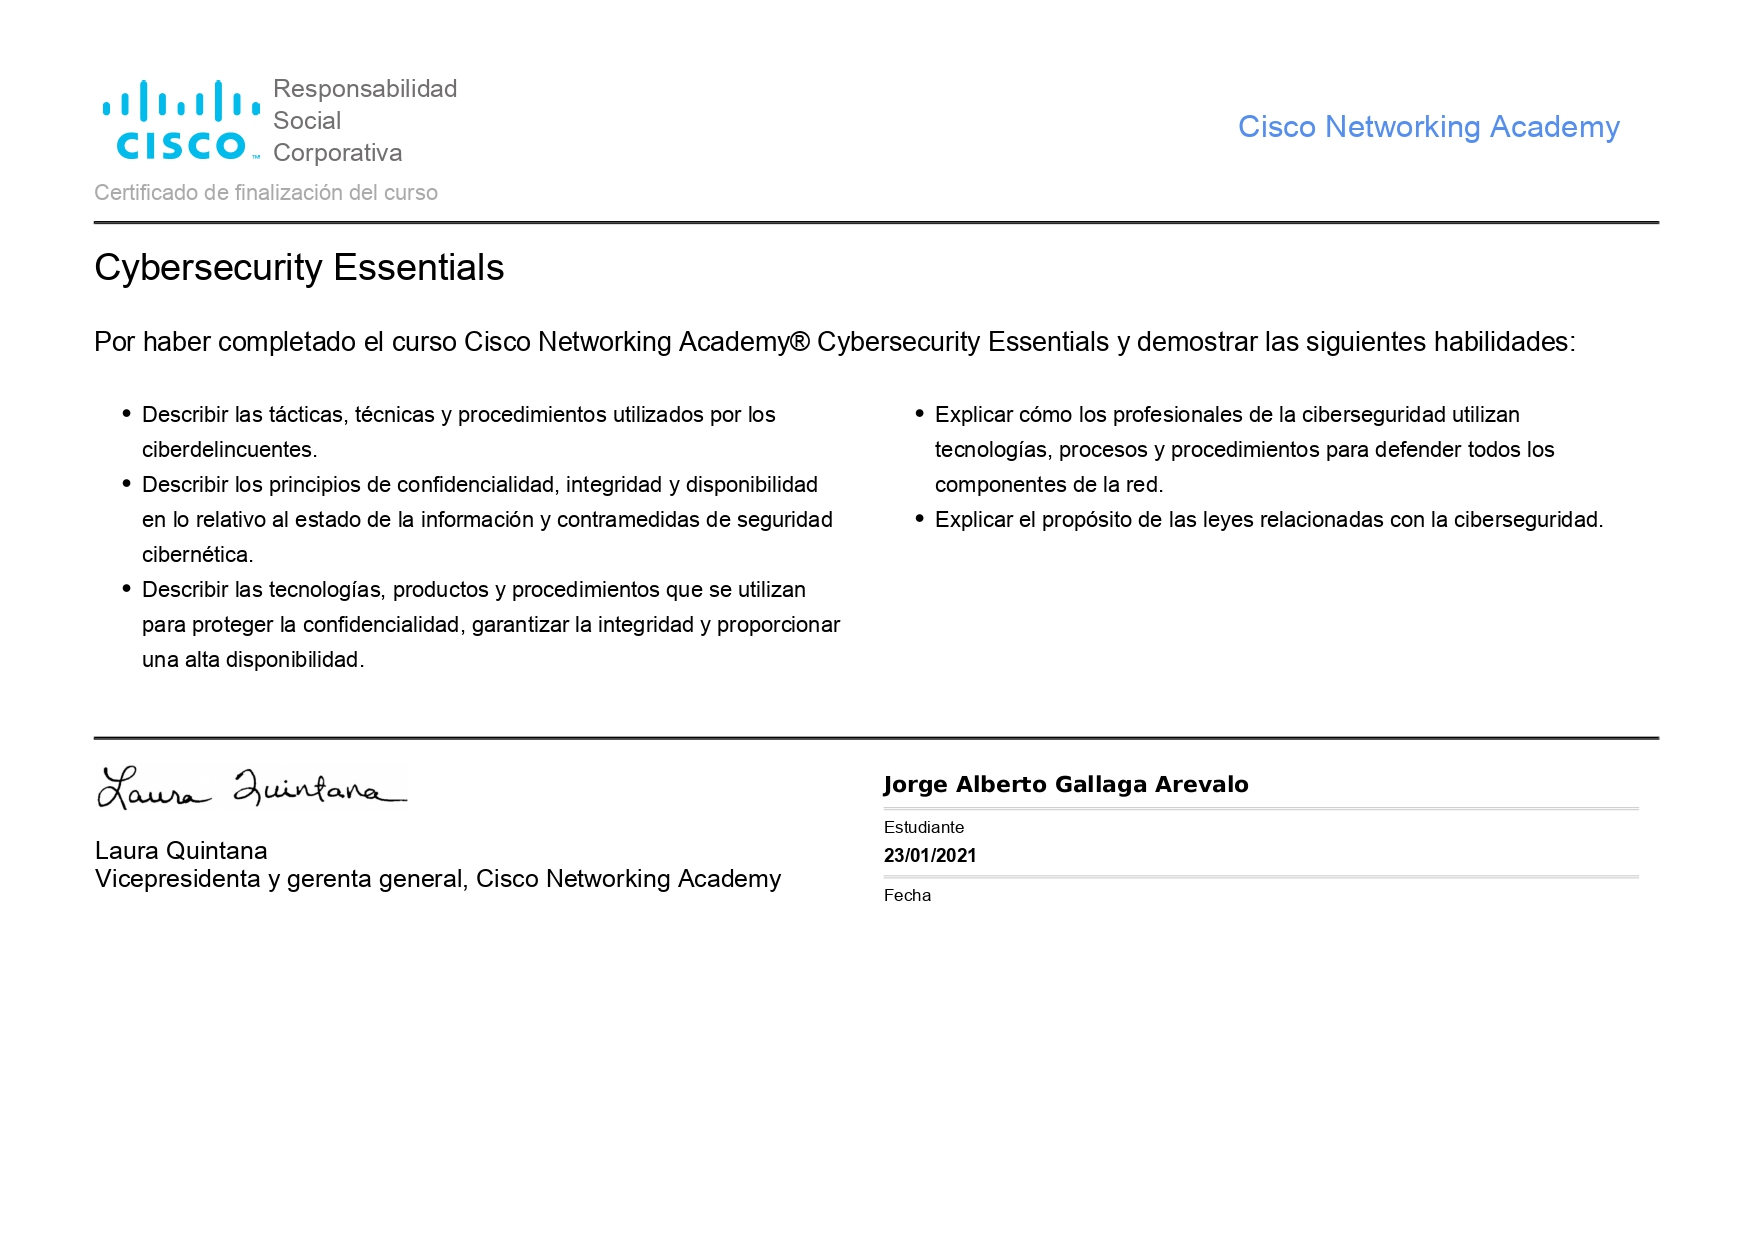 CISCO™
Responsabilidad
Social
Corporativa
Cisco Networking Academy
Certificado de finalización del curso
Cybersecurity Essentials
Por haber completado el curso Cisco Networking Academy® Cybersecurity Essentials y demostrar las siguientes habilidades:
• Describir las tácticas, técnicas y procedimientos utilizados por los
ciberdelincuentes.
• Describir los principios de confidencialidad, integridad y disponibilidad
en lo relativo al estado de la información y contramedidas de seguridad
cibernética.
• Describir las tecnologías, productos y procedimientos que se utilizan
para proteger la confidencialidad, garantizar la integridad y proporcionar
una alta disponibilidad.
• Explicar cómo los profesionales de la ciberseguridad utilizan
tecnologías, procesos y procedimientos para defender todos los
componentes de la red.
• Explicar el propósito de las leyes relacionadas con la ciberseguridad.
Laura Quintana
Laura Quintana
Vicepresidenta y gerenta general, Cisco Networking Academy
Jorge Alberto Gallaga Arevalo
Estudiante
23/01/2021
Fecha